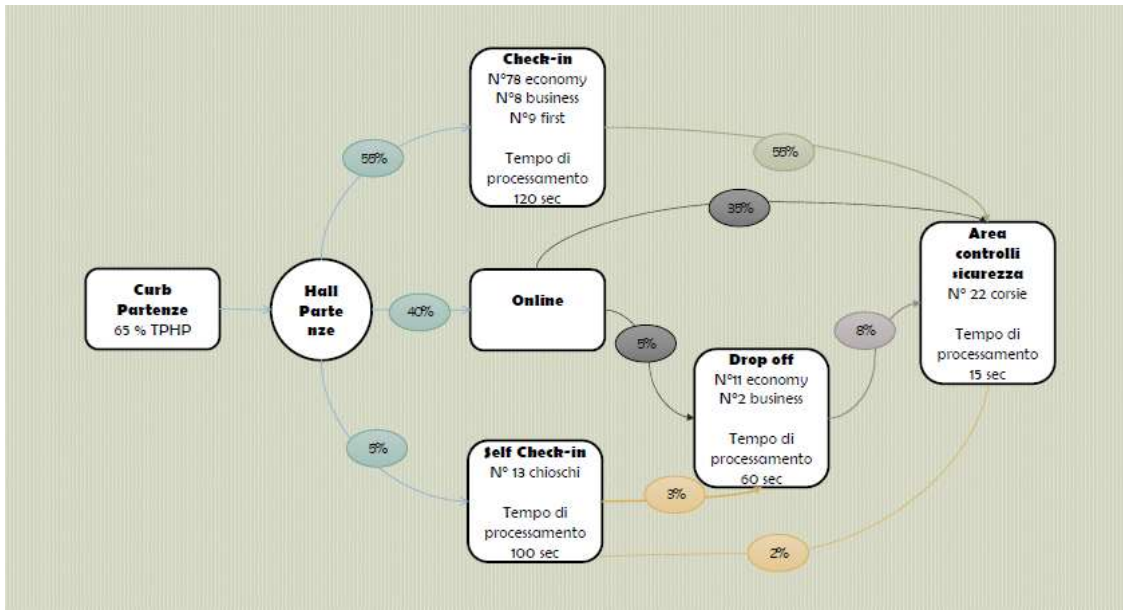 Curb
Partenze
65 % TPHP
Hall
Parte
nze
55%
40%
5%
Check-in
N°78 economy
N°8 business
N°9 first
Tempo di
processamento
120 sec
Online
Self Check-in
N° 13 chioschi
Tempo di
processamento
100 sec
55%
35%
5%
3%
2%
Drop off
N°11 economy
N°2 business
Tempo di
processamento
60 sec
8%
Area
controlli
sicurezza
N° 22 corsie
Tempo di
processamento
15 sec